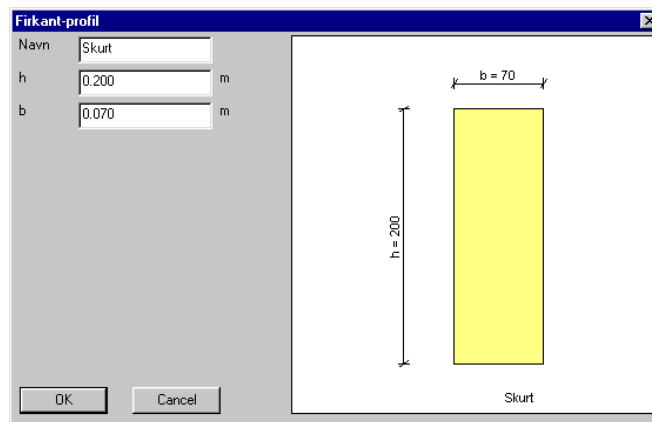 Firkant-profil
Navn Skurt
h 0.200 m
b 0.070 m
b = 70
h = 200
Skurt
OK Cancel